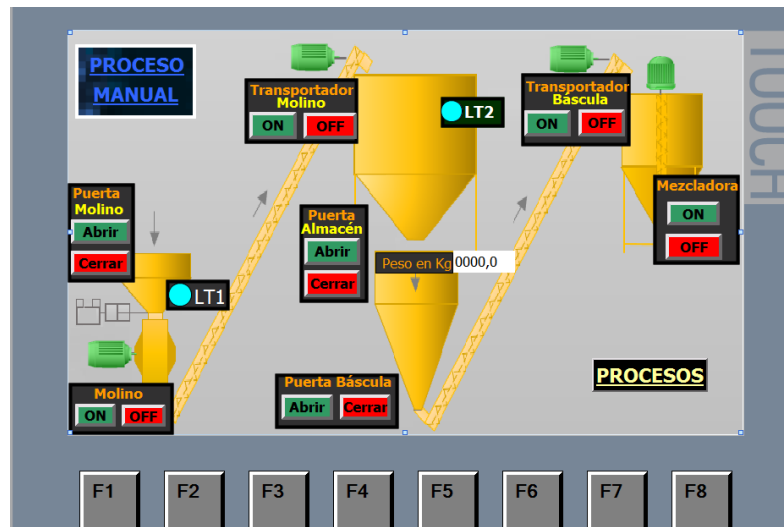 PROCESO
MANUAL
Transportador
Molino
ON OFF
LT2
Transportador
Báscula
ON OFF
TOUCH
Mezcladora
ON
OFF
Puerta
Molino
Abrir
Cerrar
LT1
Puerta
Almacén
Abrir
Cerrar
Peso en Kg 0000,0
PROCESOS
Puerta Báscula
Abrir Cerrar
Molino
ON OFF
F1 F2 F3 F4 F5 F6 F7 F8